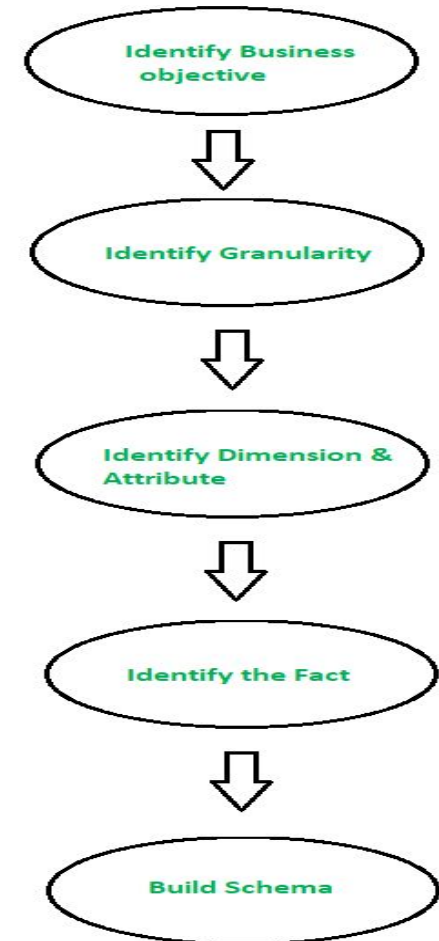 Identify Business
objective
Identify Granularity
Identify Dimension &
Attribute
Identify the Fact
Build Schema